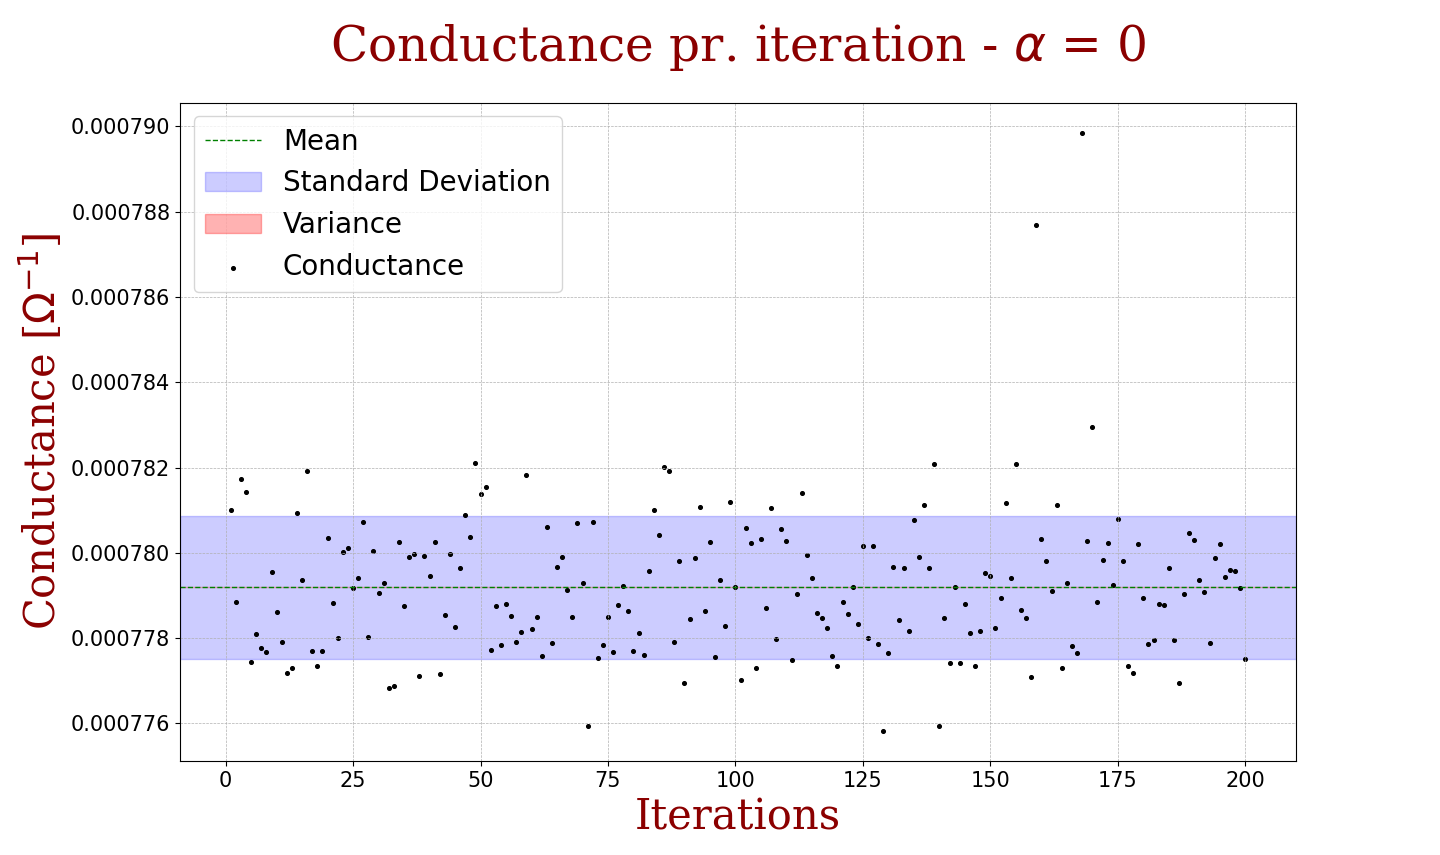 Conductance pr. iteration - α = 0
Mean
Standard Deviation
Variance
Conductance
Conductance [Ω⁻¹]
0.000790
0.000788
0.000786
0.000784
0.000782
0.000780
0.000778
0.000776
0 25 50 75 100 125 150 175 200
Iterations